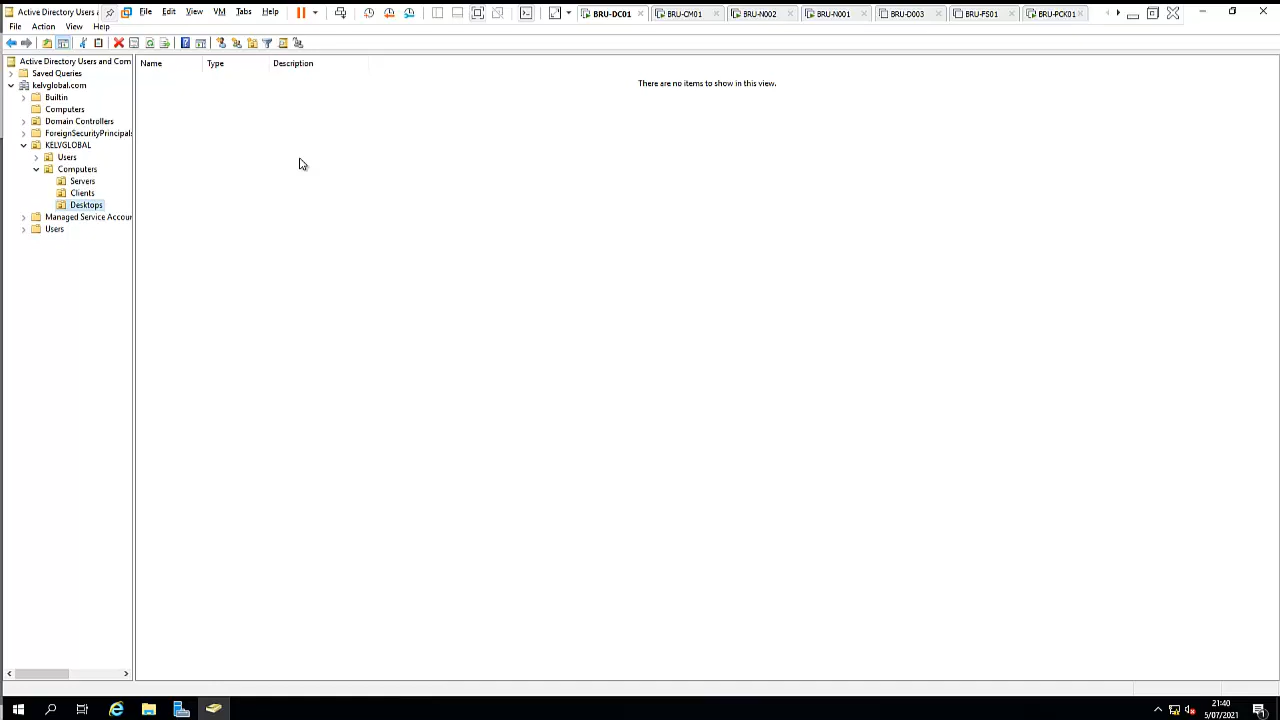 Active Directory Users a
File Edit View VM Tabs Help
BRU-DC01
BRU-CM01
BRU-N002
BRU-N001
BRU-D003
BRU-FS01
BRU-PCK01
File Action View Help
Active Directory Users and Com
Name Type Description
Saved Queries
There are no items to show in this view.
kelvglobal.com
Builtin
Computers
Domain Controllers
ForeignSecurityPrincipals
KELVGLOBAL
Users
Computers
Servers
Clients
Desktops
Managed Service Accour
Users
21:40
5/07/2021